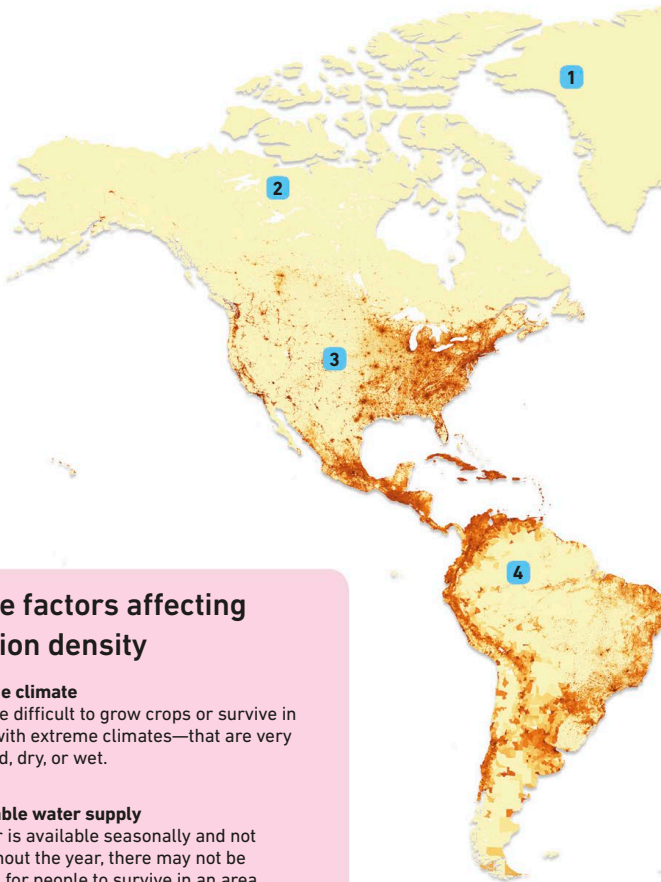 1
2
3
4
e factors affecting
ion density
e climate
e difficult to grow crops or survive in
with extreme climates—that are very
d, dry, or wet.
ble water supply
r is available seasonally and not
hout the year, there may not be
for people to survive in an area